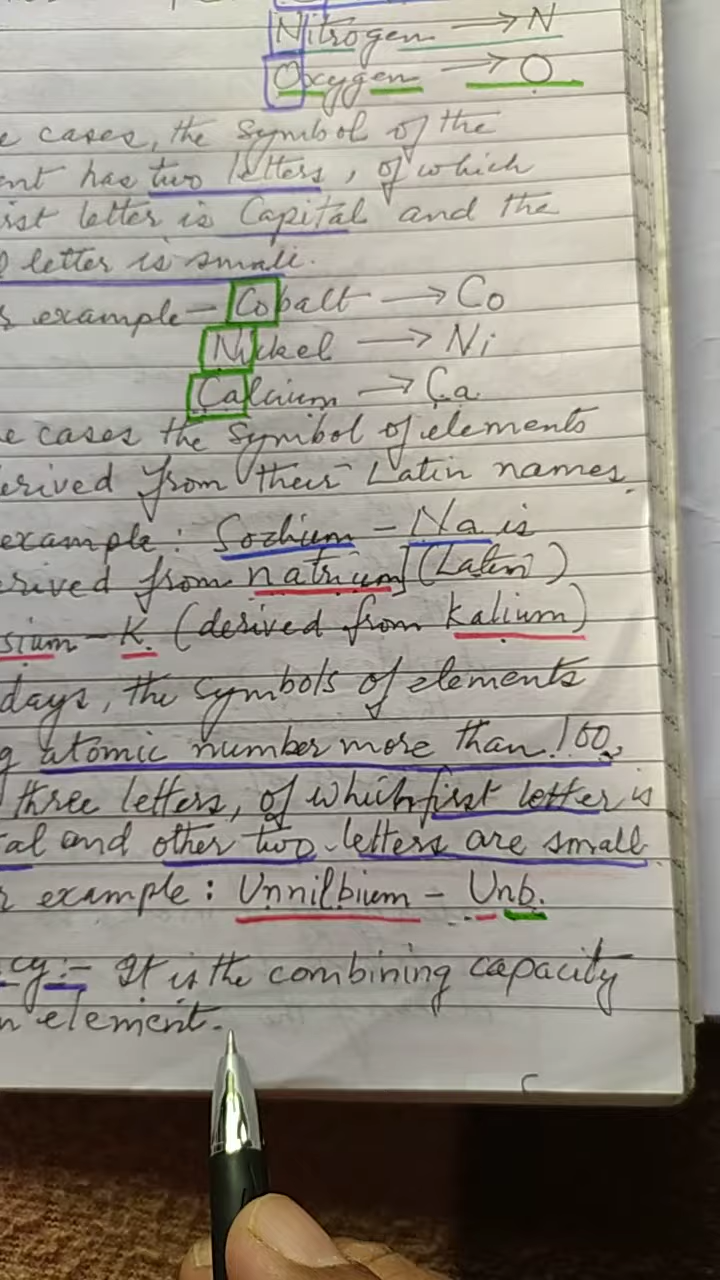 Nitrogen → N
Oxygen → O
e cases, the symbol of the
ent has two letters, of which
irst letter is Capital and the
letter is small.
example - Cobalt → Co
Nickel → Ni
Calcium → Ca
e cases the symbol of elements
erived from their Latin names.
example : Sodium - Na is
erived from natrium] (Latin)
sium - K. (derived from kalium)
days, the symbols of elements
g atomic number more than 100,
three letters, of which first letter is
al and other two letters are small
r example : Unnilbium - Unb.
cy :- It is the combining capacity
n element.